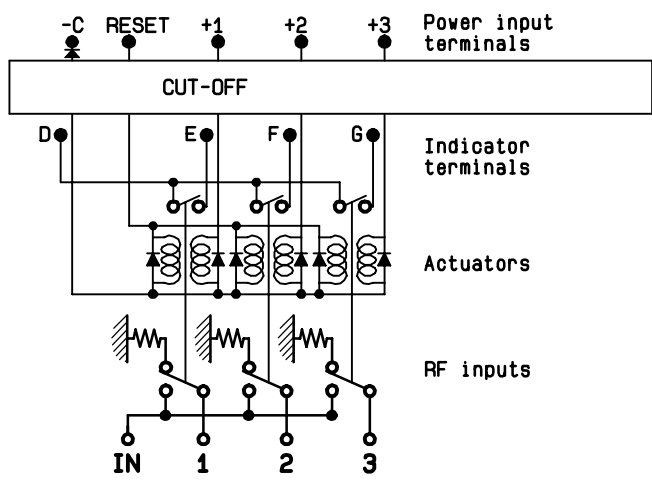 -C RESET +1 +2 +3 Power input
terminals
CUT-OFF
D E F G Indicator
terminals
Actuators
RF inputs
IN 1 2 3